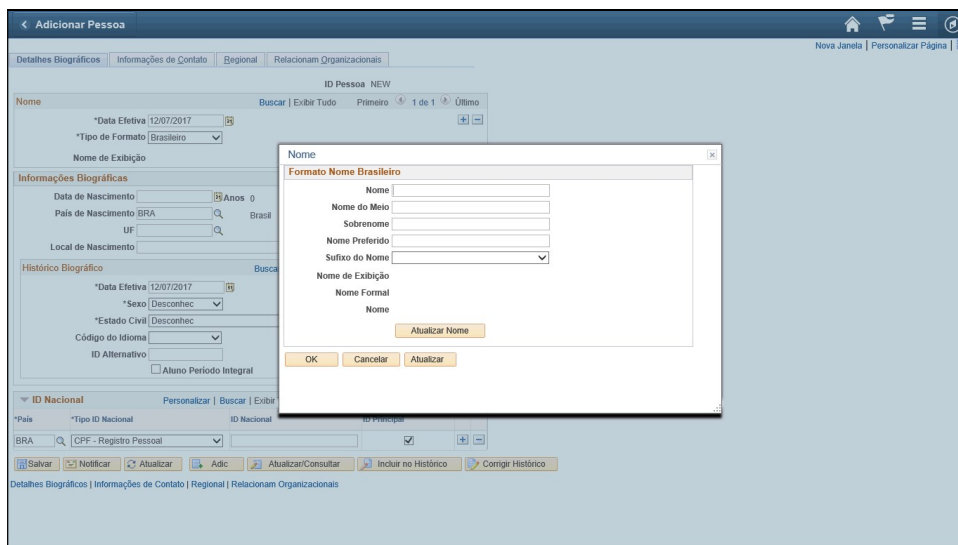 Adicionar Pessoa
Nova Janela | Personalizar Página |
Detalhes Biográficos Informações de Contato Regional Relacionam Organizacionais
ID Pessoa NEW
Nome Buscar | Exibir Tudo Primeiro 1 de 1 Último
*Data Efetiva 12/07/2017
*Tipo de Formato Brasileiro
Nome de Exibição
Informações Biográficas
Data de Nascimento Anos 0
País de Nascimento BRA Brasil
UF
Local de Nascimento
Histórico Biográfico Busca
*Data Efetiva 12/07/2017
*Sexo Desconhec
*Estado Civil Desconhec
Código do Idioma
ID Alternativo
Aluno Período Integral
Nome
Formato Nome Brasileiro
Nome
Nome do Meio
Sobrenome
Nome Preferido
Sufixo do Nome
Nome de Exibição
Nome Formal
Nome
Atualizar Nome
OK Cancelar Atualizar
ID Nacional Personalizar | Buscar | Exibir
*País *Tipo ID Nacional ID Nacional ID Principal
BRA CPF - Registro Pessoal
Salvar Notificar Atualizar Adic Atualizar/Consultar Incluir no Histórico Corrigir Histórico
Detalhes Biográficos | Informações de Contato | Regional | Relacionam Organizacionais